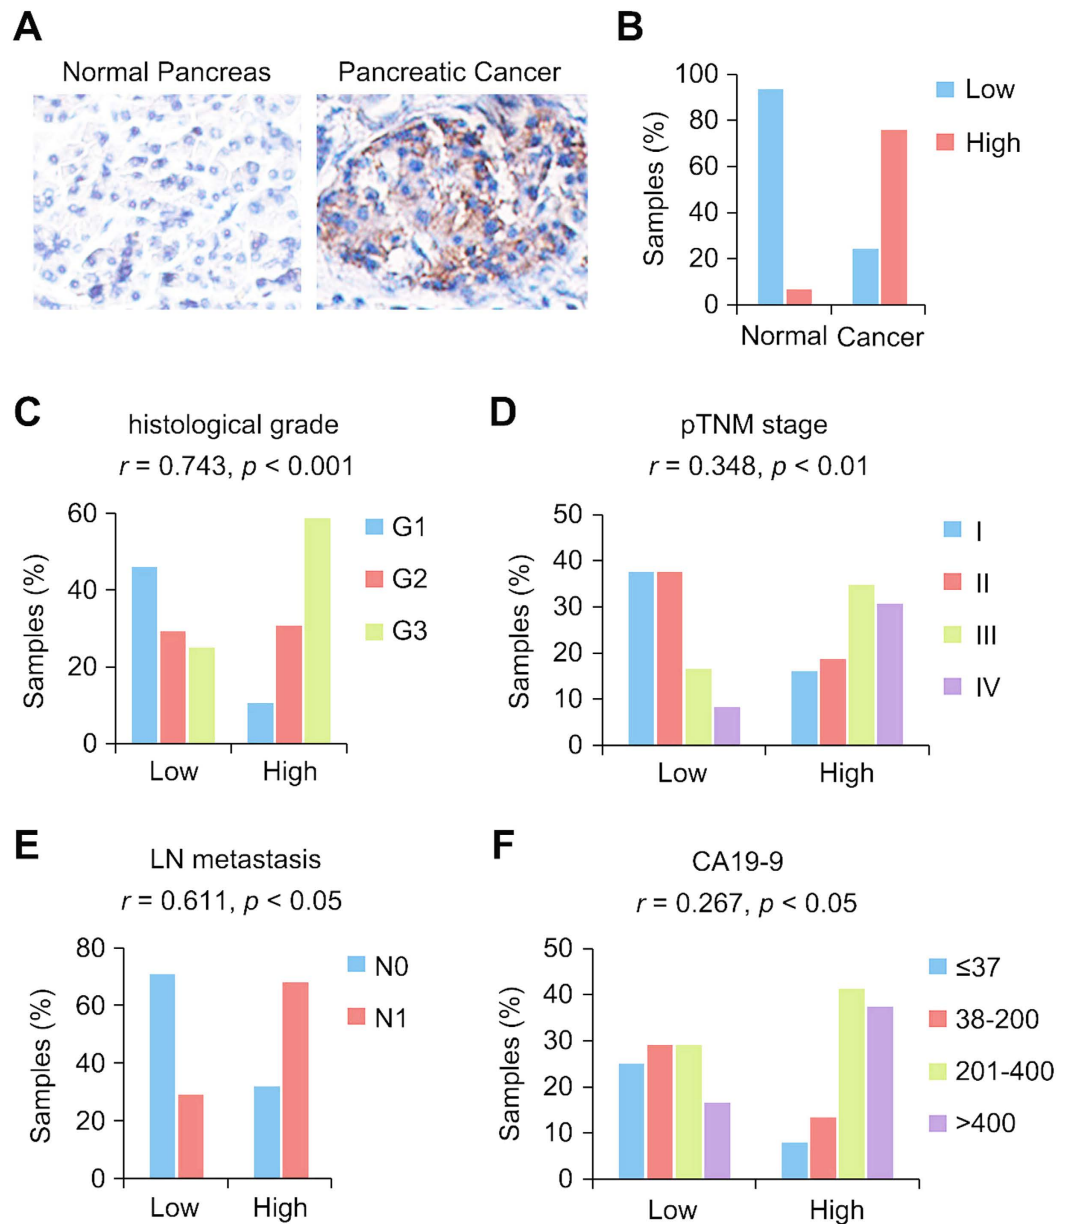 A
Normal Pancreas
Pancreatic Cancer
B
100
80
60
40
20
0
Samples (%)
Normal Cancer
Low
High
C
histological grade
r = 0.743, p < 0.001
60
40
20
0
Samples (%)
Low
High
G1
G2
G3
D
pTNM stage
r = 0.348, p < 0.01
50
40
30
20
10
0
Samples (%)
Low
High
I
II
III
IV
E
LN metastasis
r = 0.611, p < 0.05
80
60
40
20
0
Samples (%)
Low
High
N0
N1
F
CA19-9
r = 0.267, p < 0.05
50
40
30
20
10
0
Samples (%)
Low
High
≤37
38-200
201-400
>400